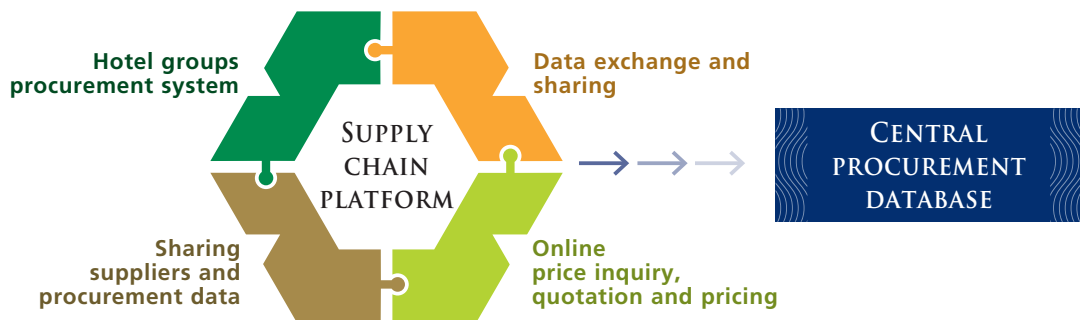 Hotel groups
procurement system
Data exchange and
sharing
SUPPLY
CHAIN
PLATFORM
CENTRAL
PROCUREMENT
DATABASE
Sharing
suppliers and
procurement data
Online
price inquiry,
quotation and pricing